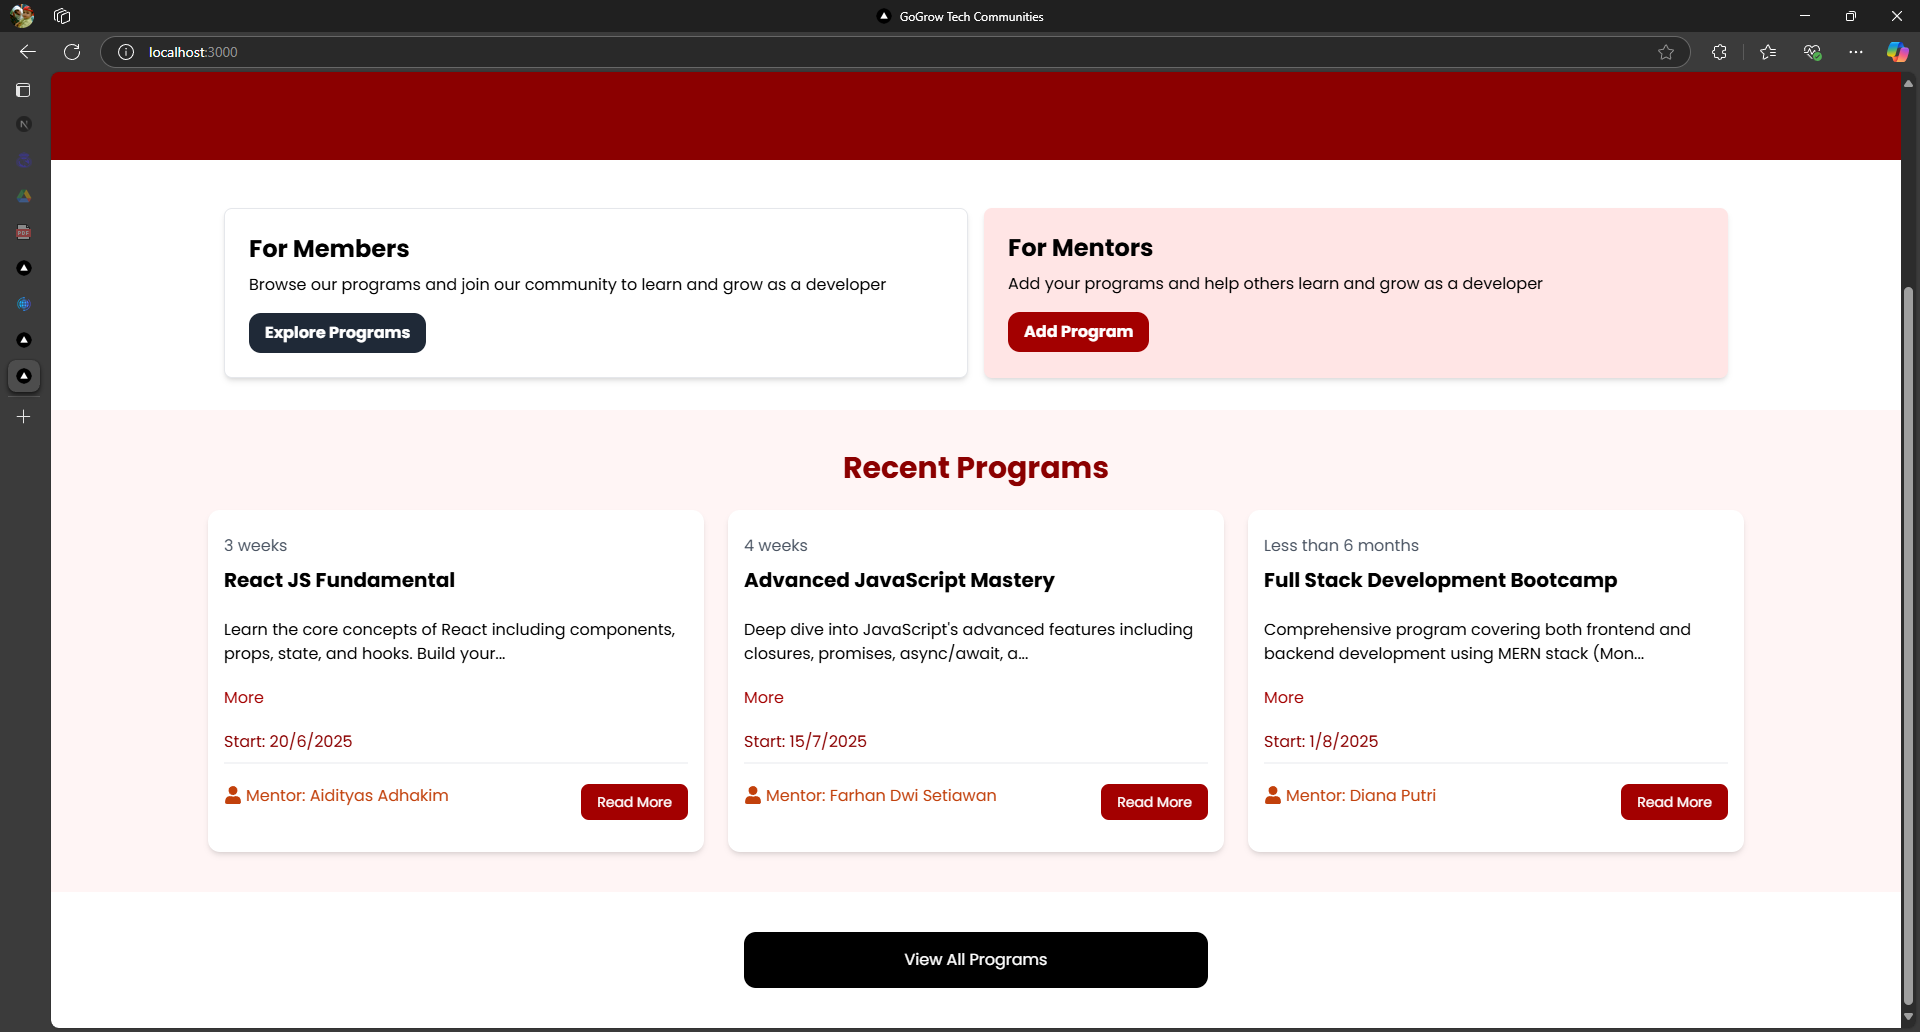 GoGrow Tech Communities
localhost:3000
For Members
Browse our programs and join our community to learn and grow as a developer
Explore Programs
For Mentors
Add your programs and help others learn and grow as a developer
Add Program
Recent Programs
3 weeks
React JS Fundamental
Learn the core concepts of React including components,
props, state, and hooks. Build your...
More
Start: 20/6/2025
Mentor: Aidityas Adhakim
Read More
4 weeks
Advanced JavaScript Mastery
Deep dive into JavaScript's advanced features including
closures, promises, async/await, a...
More
Start: 15/7/2025
Mentor: Farhan Dwi Setiawan
Read More
Less than 6 months
Full Stack Development Bootcamp
Comprehensive program covering both frontend and
backend development using MERN stack (Mon...
More
Start: 1/8/2025
Mentor: Diana Putri
Read More
View All Programs